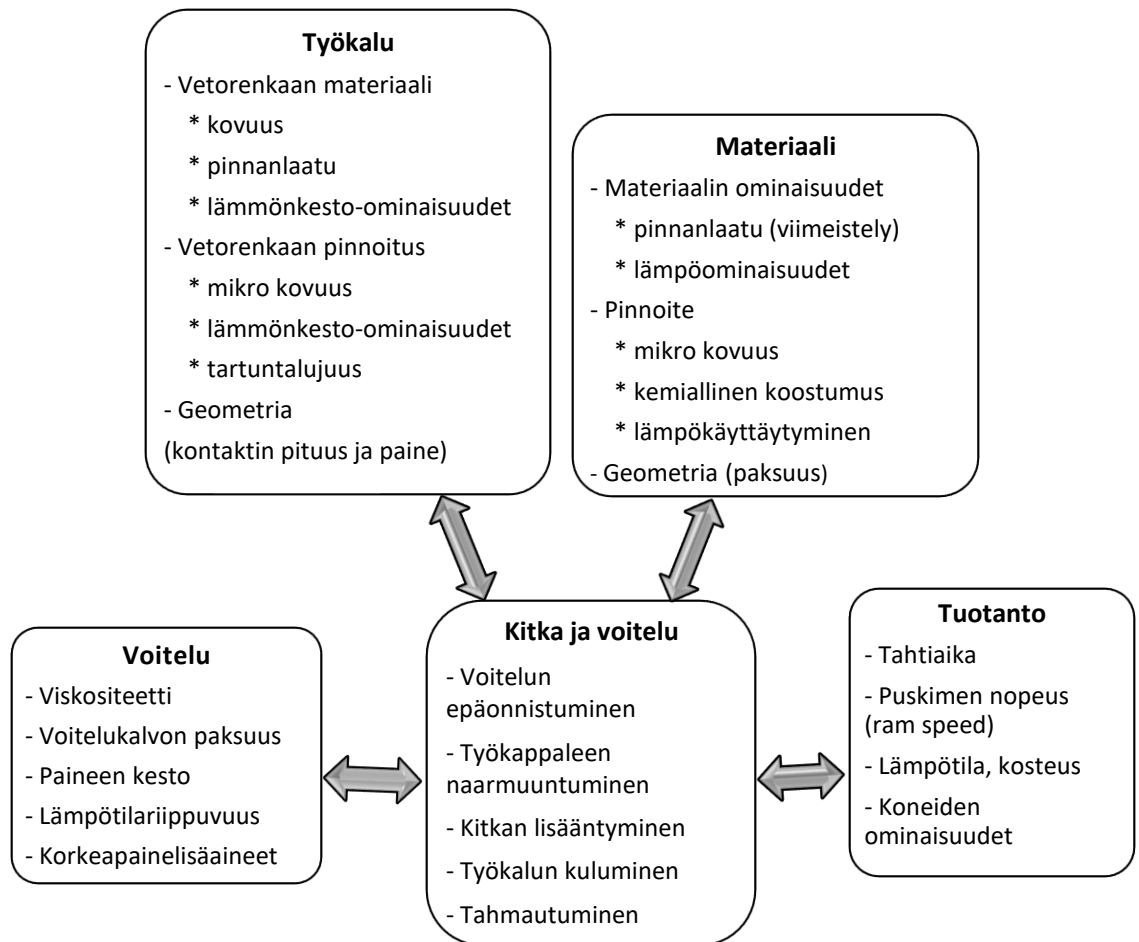 Työkalu
- Vetorenkaan materiaali
* kovuus
* pinnanlaatu
* lämmönkesto-ominaisuudet
- Vetorenkaan pinnoitus
* mikro kovuus
* lämmönkesto-ominaisuudet
* tartuntalujuus
- Geometria
(kontaktin pituus ja paine)
Materiaali
- Materiaalin ominaisuudet
* pinnanlaatu (viimeistely)
* lämpöominaisuudet
- Pinnoite
* mikro kovuus
* kemiallinen koostumus
* lämpökäyttäytyminen
- Geometria (paksuus)
Voitelu
- Viskositeetti
- Voitelukalvon paksuus
- Paineen kesto
- Lämpötilariippuvuus
- Korkeapainelisäaineet
Kitka ja voitelu
- Voitelun
epäonnistuminen
- Työkappaleen
naarmuuntuminen
- Kitkan lisääntyminen
- Työkalun kuluminen
- Tahmautuminen
Tuotanto
- Tahtiaika
- Puskimen nopeus
(ram speed)
- Lämpötila, kosteus
- Koneiden
ominaisuudet